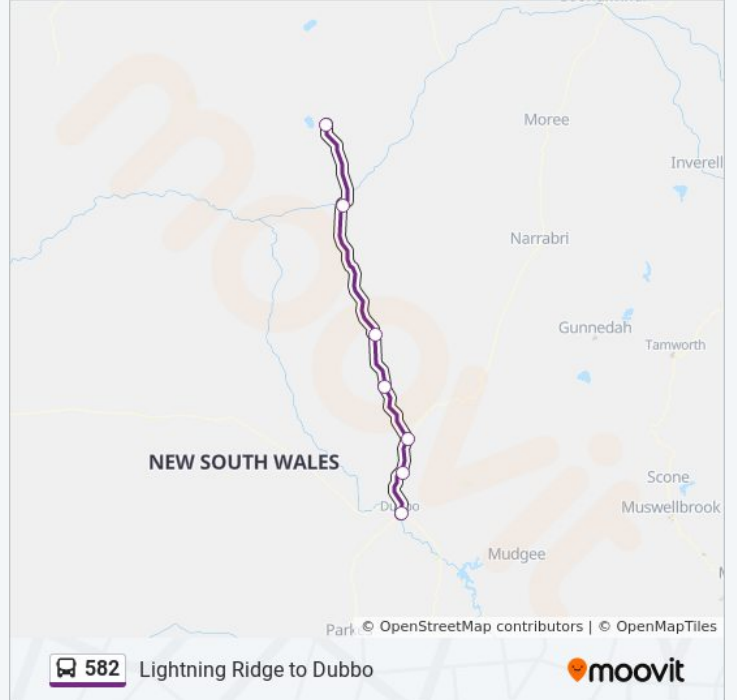 Moree
Inverell
Narrabri
Gunnedah
Tamworth
NEW SOUTH WALES
Scone
Muswellbrook
Dubbo
Mudgee
© OpenStreetMap contributors | © OpenMapTiles
582 Lightning Ridge to Dubbo
moovit
moovit